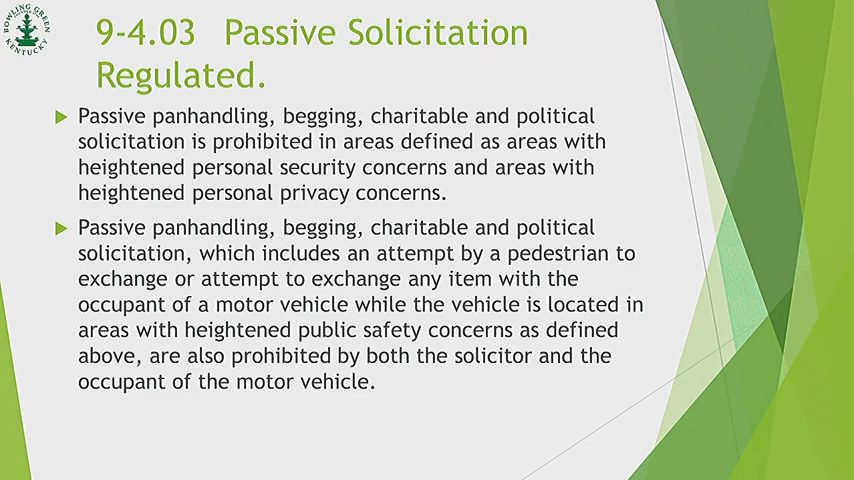 BOWLING GREEN
KENTUCKY
9-4.03 Passive Solicitation
Regulated.
Passive panhandling, begging, charitable and political
solicitation is prohibited in areas defined as areas with
heightened personal security concerns and areas with
heightened personal privacy concerns.
Passive panhandling, begging, charitable and political
solicitation, which includes an attempt by a pedestrian to
exchange or attempt to exchange any item with the
occupant of a motor vehicle while the vehicle is located in
areas with heightened public safety concerns as defined
above, are also prohibited by both the solicitor and the
occupant of the motor vehicle.